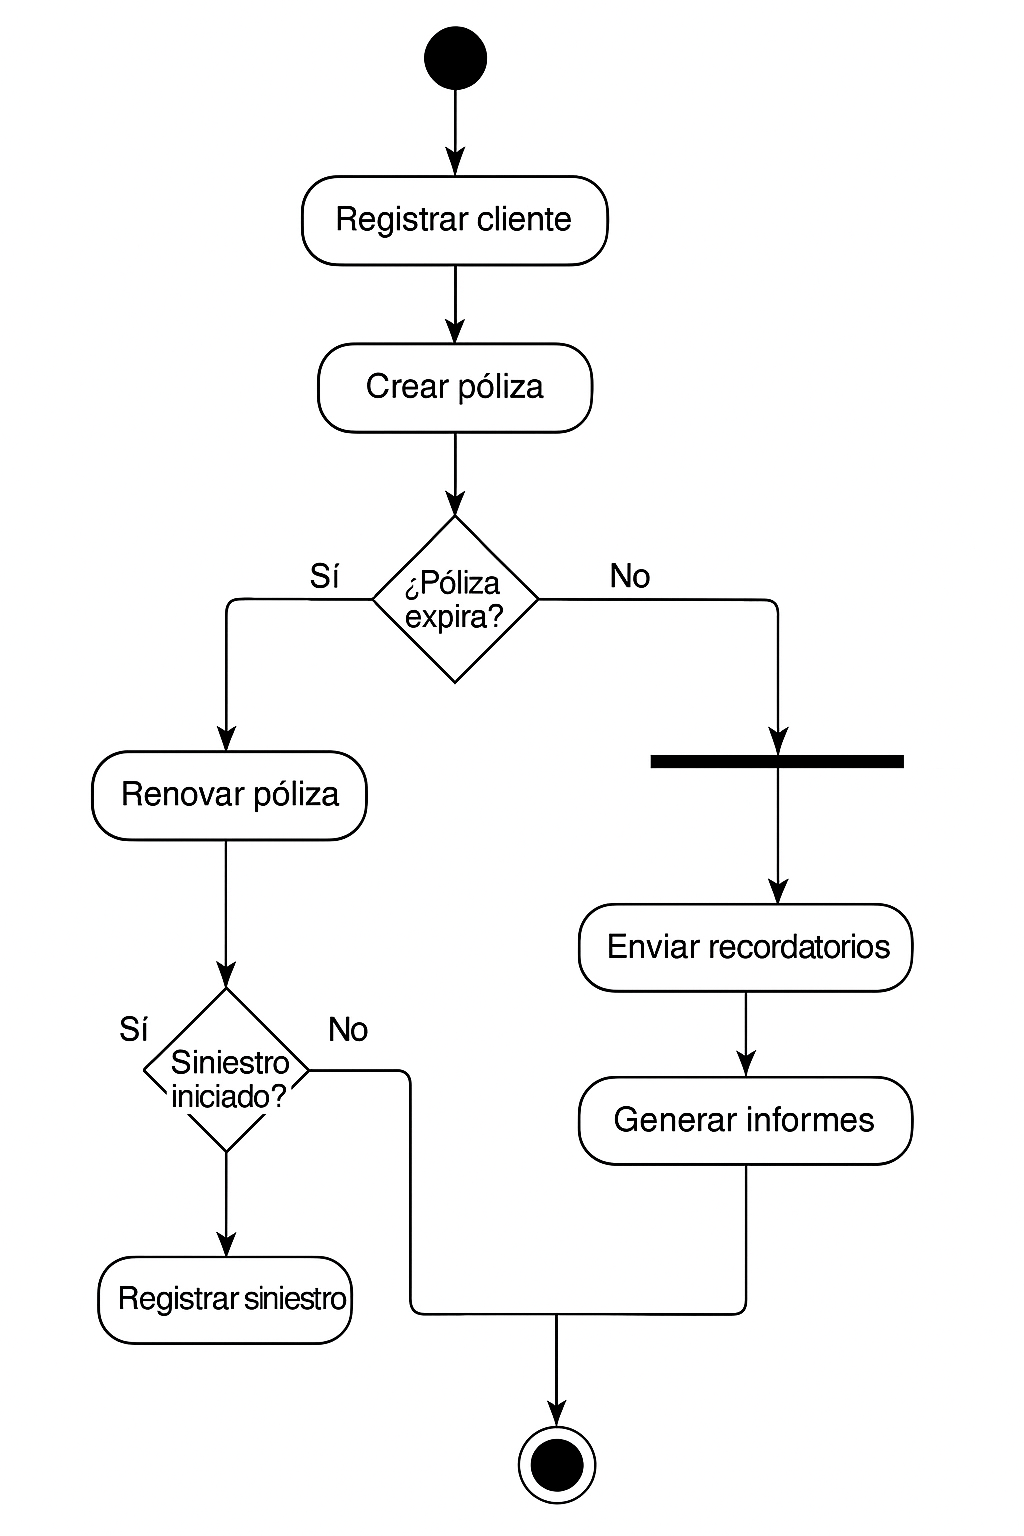 Registrar cliente
Crear póliza
Sí
¿Póliza
expira?
No
Renovar póliza
Enviar recordatorios
Sí
Siniestro
iniciado?
No
Generar informes
Registrar siniestro